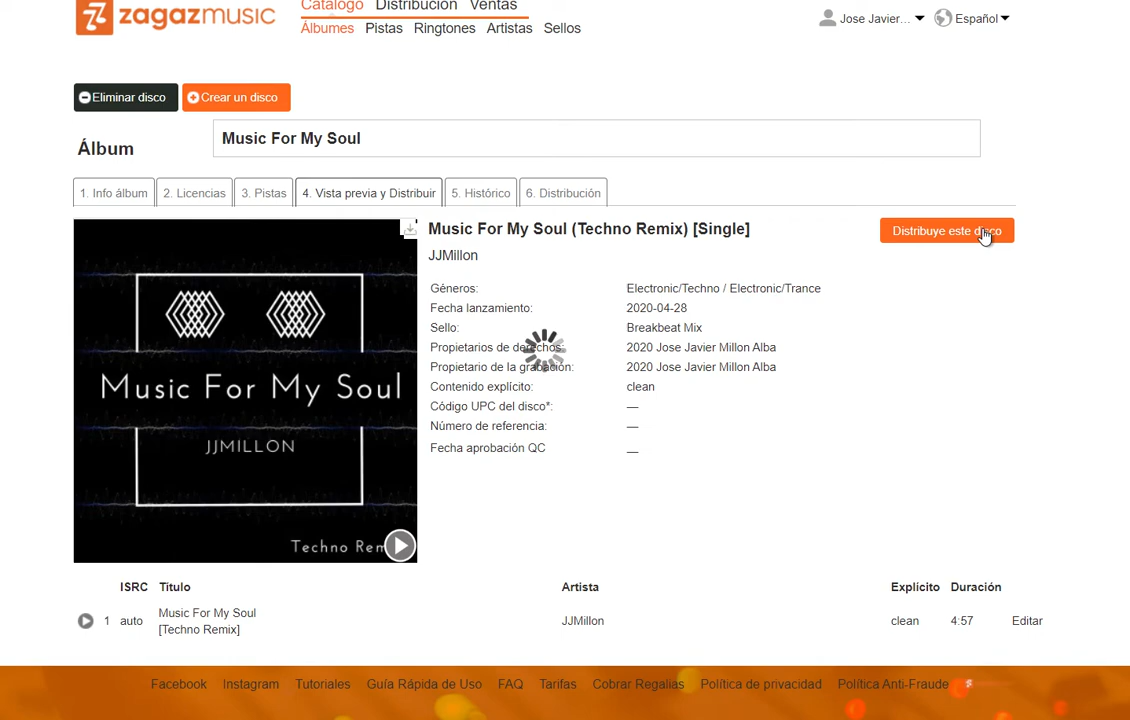 zagazmusic
Catálogo Distribución Ventas
Jose Javier... Español
Álbumes Pistas Ringtones Artistas Sellos
Eliminar disco Crear un disco
Álbum Music For My Soul
1. Info álbum 2. Licencias 3. Pistas 4. Vista previa y Distribuir 5. Histórico 6. Distribución
Music For My Soul (Techno Remix) [Single] Distribuye este disco
JJMillon
Géneros: Electronic/Techno / Electronic/Trance
Fecha lanzamiento: 2020-04-28
Sello: Breakbeat Mix
Propietarios de derechos: 2020 Jose Javier Millon Alba
Propietario de la grabación: 2020 Jose Javier Millon Alba
Contenido explícito: clean
Código UPC del disco*: —
Número de referencia: —
Fecha aprobación QC —
Music For My Soul
JJMILLON
Techno
ISRC Título Artista Explícito Duración
1 auto Music For My Soul JJMillon clean 4:57 Editar
[Techno Remix]
Facebook Instagram Tutoriales Guía Rápida de Uso FAQ Tarifas Cobrar Regalias Política de privacidad Política Anti-Fraude